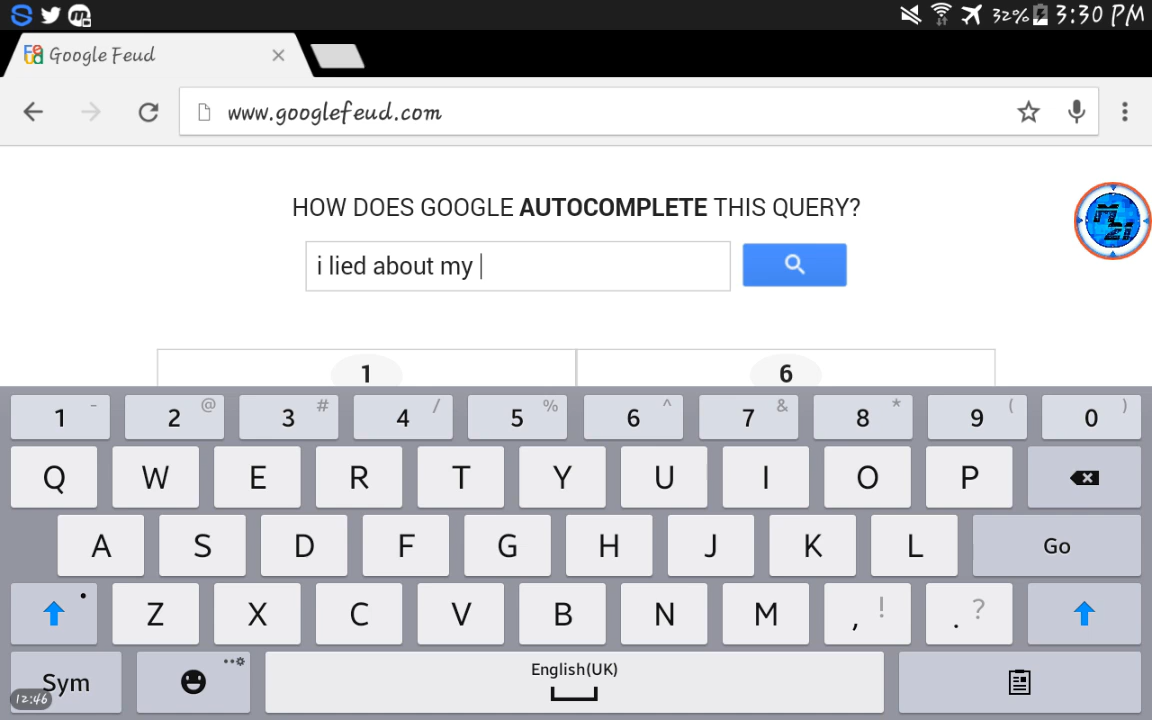 32% 3:30 PM
Google Feud
www.googlefeud.com
HOW DOES GOOGLE AUTOCOMPLETE THIS QUERY?
i lied about my
1 6
1 - 2 @ 3 # 4 / 5 % 6 ^ 7 & 8 * 9 ( 0 )
Q W E R T Y U I O P
A S D F G H J K L Go
Z X C V B N M , ! . ?
Sym English(UK)
12:46